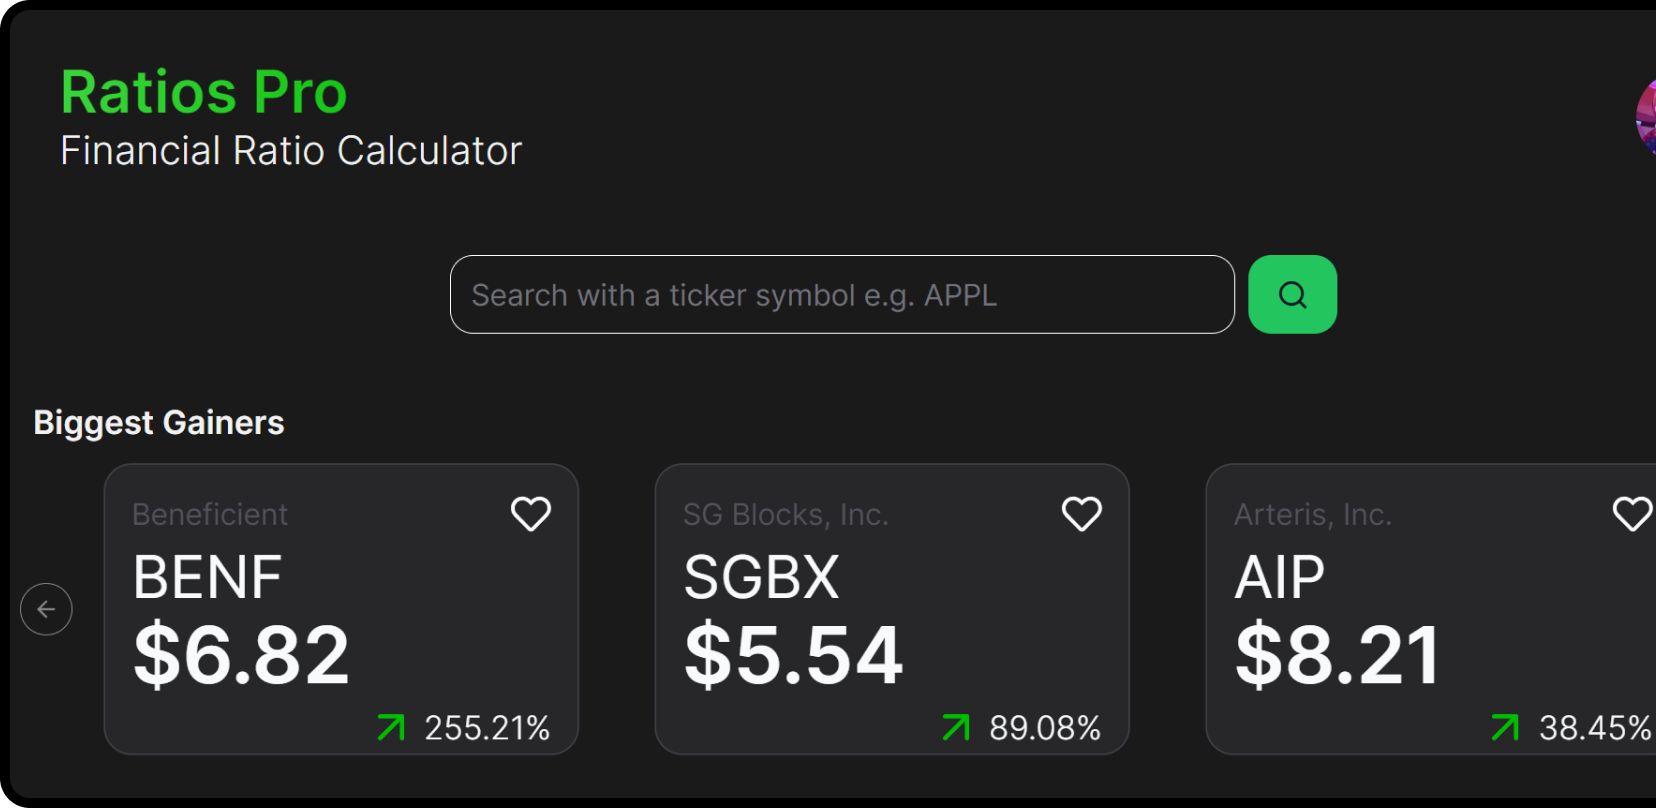 Ratios Pro
Financial Ratio Calculator
Search with a ticker symbol e.g. APPL
Biggest Gainers
Beneficient
BENF
$6.82
255.21%
SG Blocks, Inc.
SGBX
$5.54
89.08%
Arteris, Inc.
AIP
$8.21
38.45%